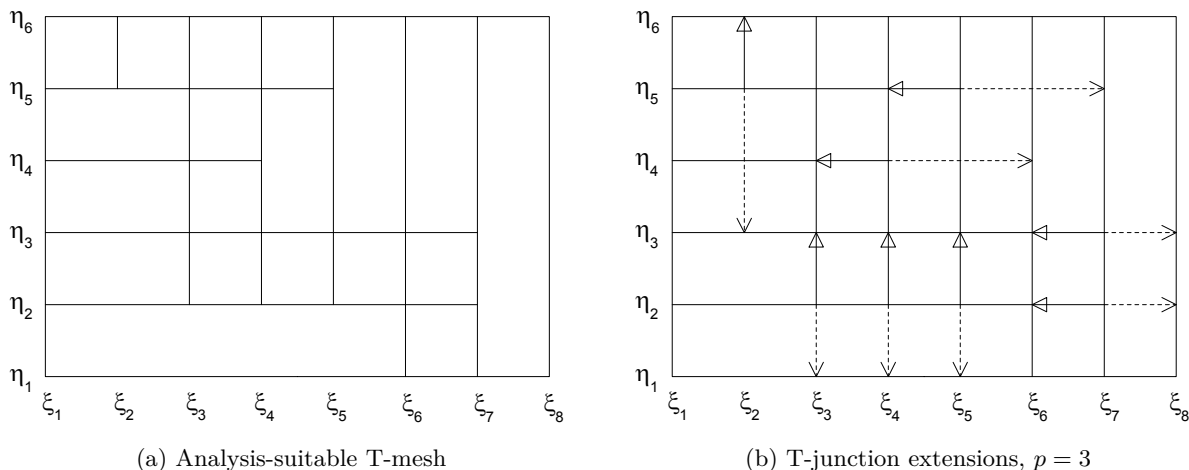 η6
η5
η4
η3
η2
η1
ξ1 ξ2 ξ3 ξ4 ξ5 ξ6 ξ7 ξ8
(a) Analysis-suitable T-mesh
η6
η5
η4
η3
η2
η1
ξ1 ξ2 ξ3 ξ4 ξ5 ξ6 ξ7 ξ8
(b) T-junction extensions, p = 3